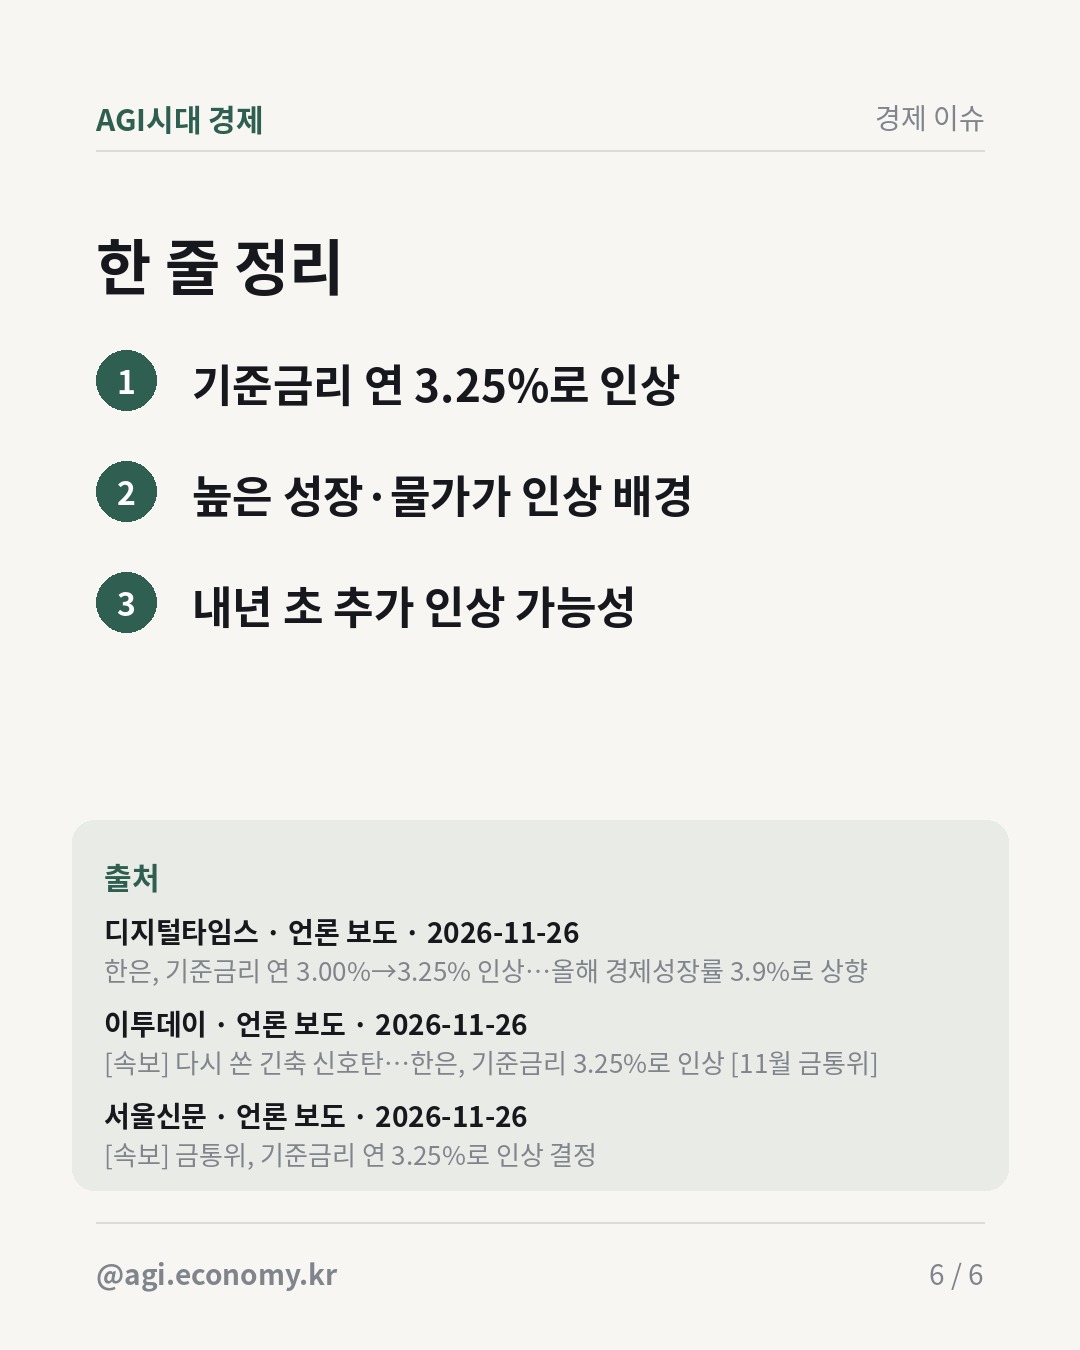 AGI시대 경제
경제 이슈
한 줄 정리
1 기준금리 연 3.25%로 인상
2 높은 성장·물가가 인상 배경
3 내년 초 추가 인상 가능성
출처
디지털타임스 · 언론 보도 · 2026-11-26
한은, 기준금리 연 3.00%→3.25% 인상…올해 경제성장률 3.9%로 상향
이투데이 · 언론 보도 · 2026-11-26
[속보] 다시 쏜 긴축 신호탄…한은, 기준금리 3.25%로 인상 [11월 금통위]
서울신문 · 언론 보도 · 2026-11-26
[속보] 금통위, 기준금리 연 3.25%로 인상 결정
@agi.economy.kr
6 / 6